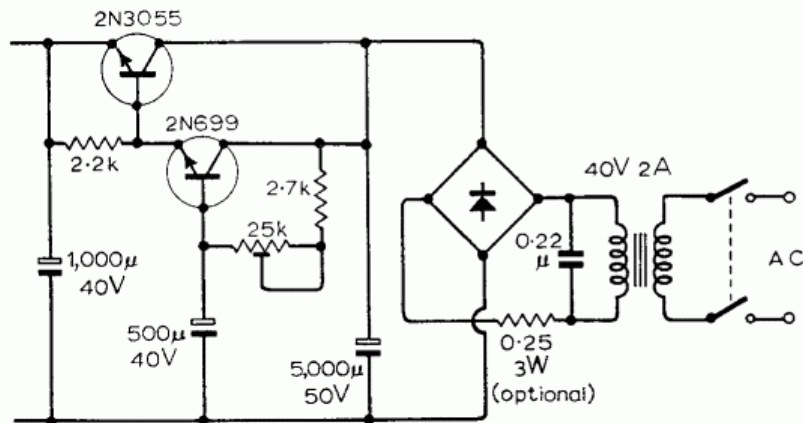 2N3055
2N699
2·2k
2·7k
25k
40V 2A
0·22
µ
AC
1,000µ
40V
500µ
40V
5,000µ
50V
0·25
3W
(optional)